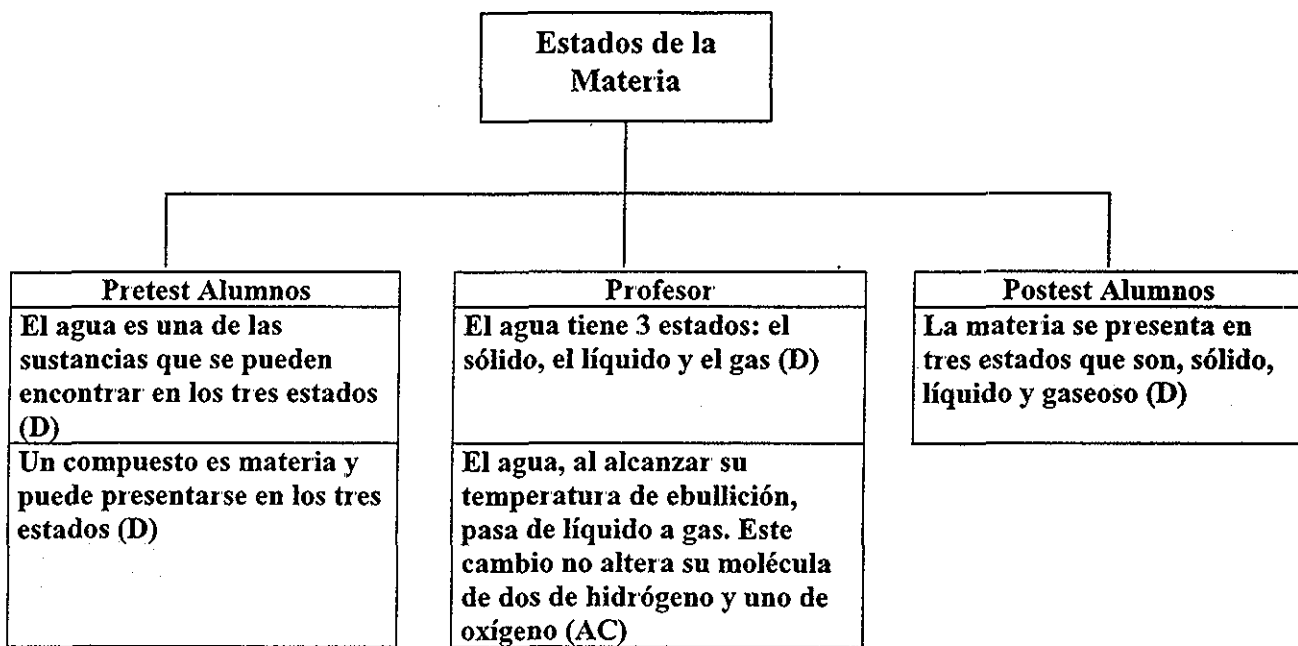 Estados de la
Materia
Pretest Alumnos
El agua es una de las
sustancias que se pueden
encontrar en los tres estados
(D)
Un compuesto es materia y
puede presentarse en los tres
estados (D)
Profesor
El agua tiene 3 estados: el
sólido, el líquido y el gas (D)
El agua, al alcanzar su
temperatura de ebullición,
pasa de líquido a gas. Este
cambio no altera su molécula
de dos de hidrógeno y uno de
oxígeno (AC)
Postest Alumnos
La materia se presenta en
tres estados que son, sólido,
líquido y gaseoso (D)